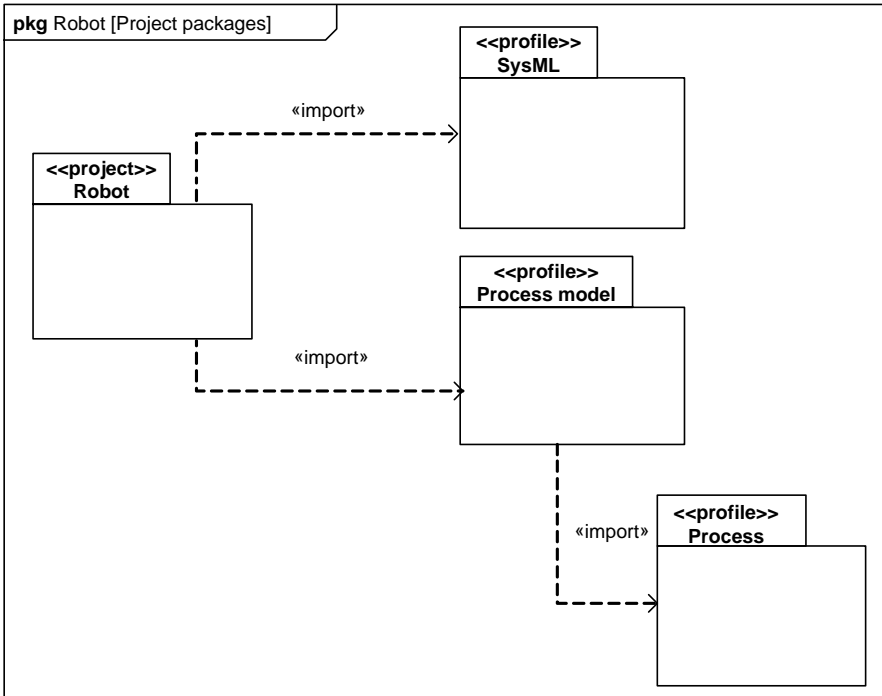 pkg Robot [Project packages]
<<profile>>
SysML
«import»
<<project>>
Robot
<<profile>>
Process model
«import»
<<profile>>
Process
«import»